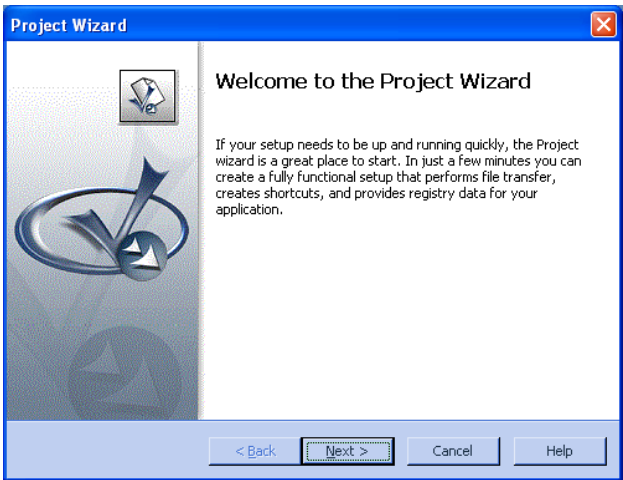 Project Wizard
Welcome to the Project Wizard
If your setup needs to be up and running quickly, the Project
wizard is a great place to start. In just a few minutes you can
create a fully functional setup that performs file transfer,
creates shortcuts, and provides registry data for your
application.
< Back Next > Cancel Help